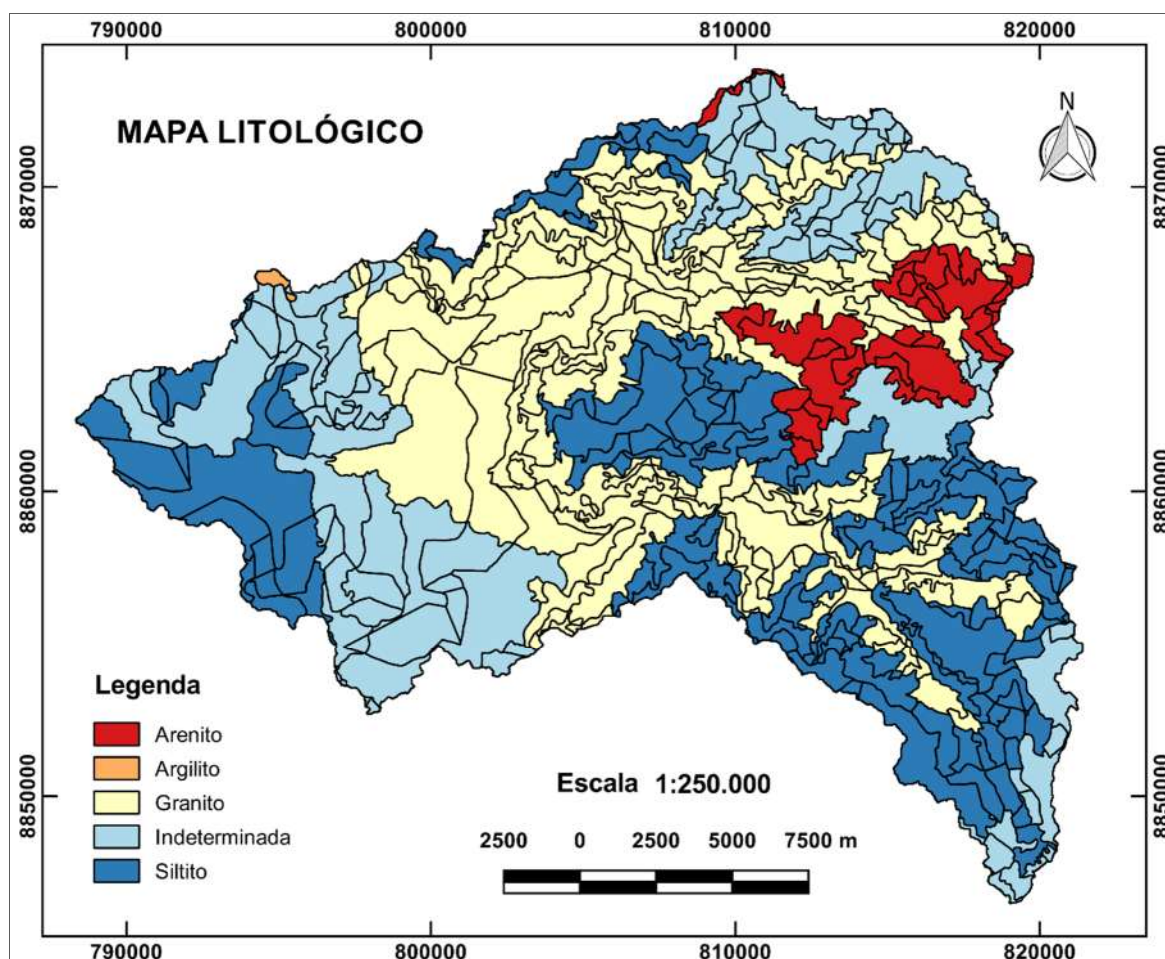 790000 800000 810000 820000
MAPA LITOLÓGICO
N
8870000 8870000
8860000 8860000
Legenda
Arenito
Argilito
Granito
Indeterminada
Siltito
Escala 1:250.000
2500 0 2500 5000 7500 m
8850000 8850000
790000 800000 810000 820000